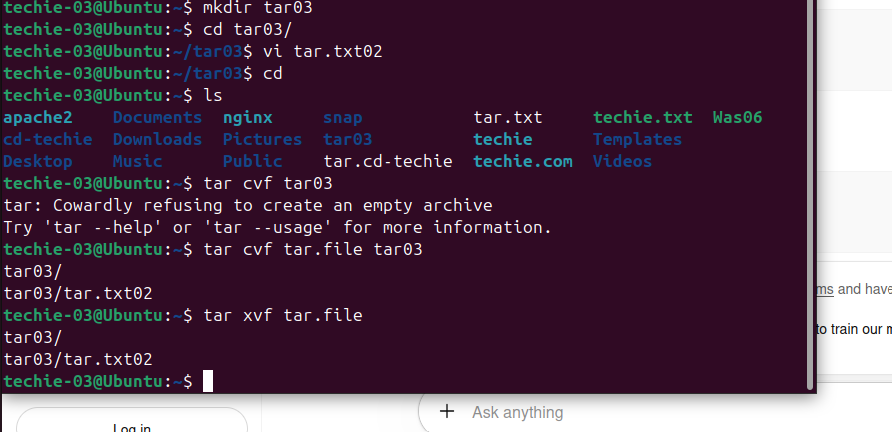 techie-03@Ubuntu:~$ mkdir tar03
techie-03@Ubuntu:~$ cd tar03/
techie-03@Ubuntu:~/tar03$ vi tar.txt02
techie-03@Ubuntu:~/tar03$ cd
techie-03@Ubuntu:~$ ls
apache2 Documents nginx snap tar.txt techie.txt Was06
cd-techie Downloads Pictures tar03 techie Templates
Desktop Music Public tar.cd-techie techie.com Videos
techie-03@Ubuntu:~$ tar cvf tar03
tar: Cowardly refusing to create an empty archive
Try 'tar --help' or 'tar --usage' for more information.
techie-03@Ubuntu:~$ tar cvf tar.file tar03
tar03/
tar03/tar.txt02
techie-03@Ubuntu:~$ tar xvf tar.file
tar03/
tar03/tar.txt02
techie-03@Ubuntu:~$
ms and have
to train our m
+ Ask anything
Log in